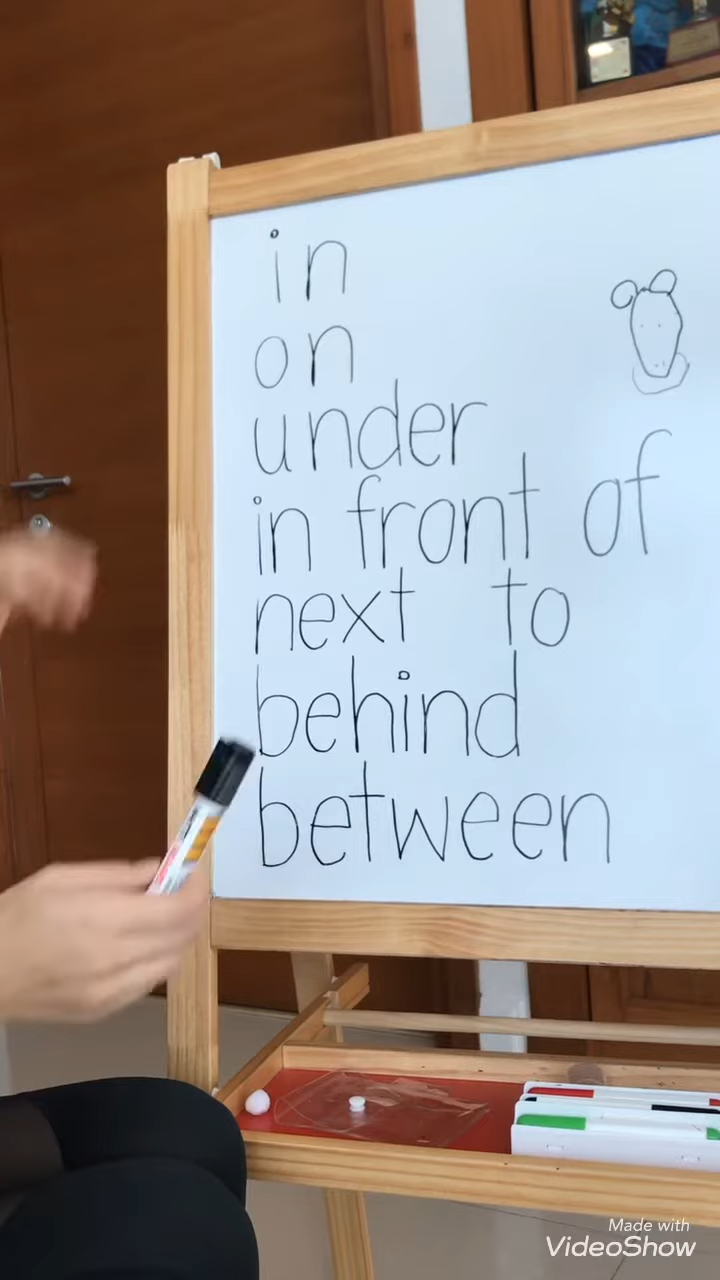 in
on
under
in front of
next to
behind
between
Made with
VideoShow